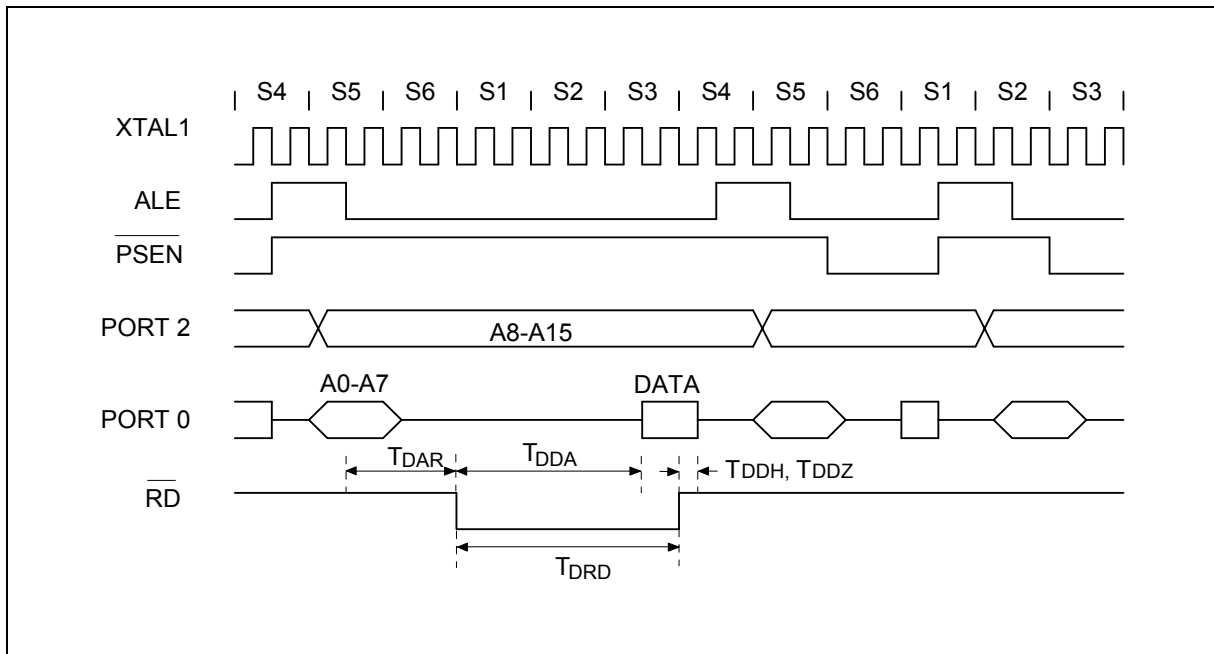 S4 S5 S6 S1 S2 S3 S4 S5 S6 S1 S2 S3
XTAL1
ALE
PSEN
PORT 2
A8-A15
A0-A7 DATA
PORT 0
TDAR TDDA TDDH, TDDZ
RD
TDRD